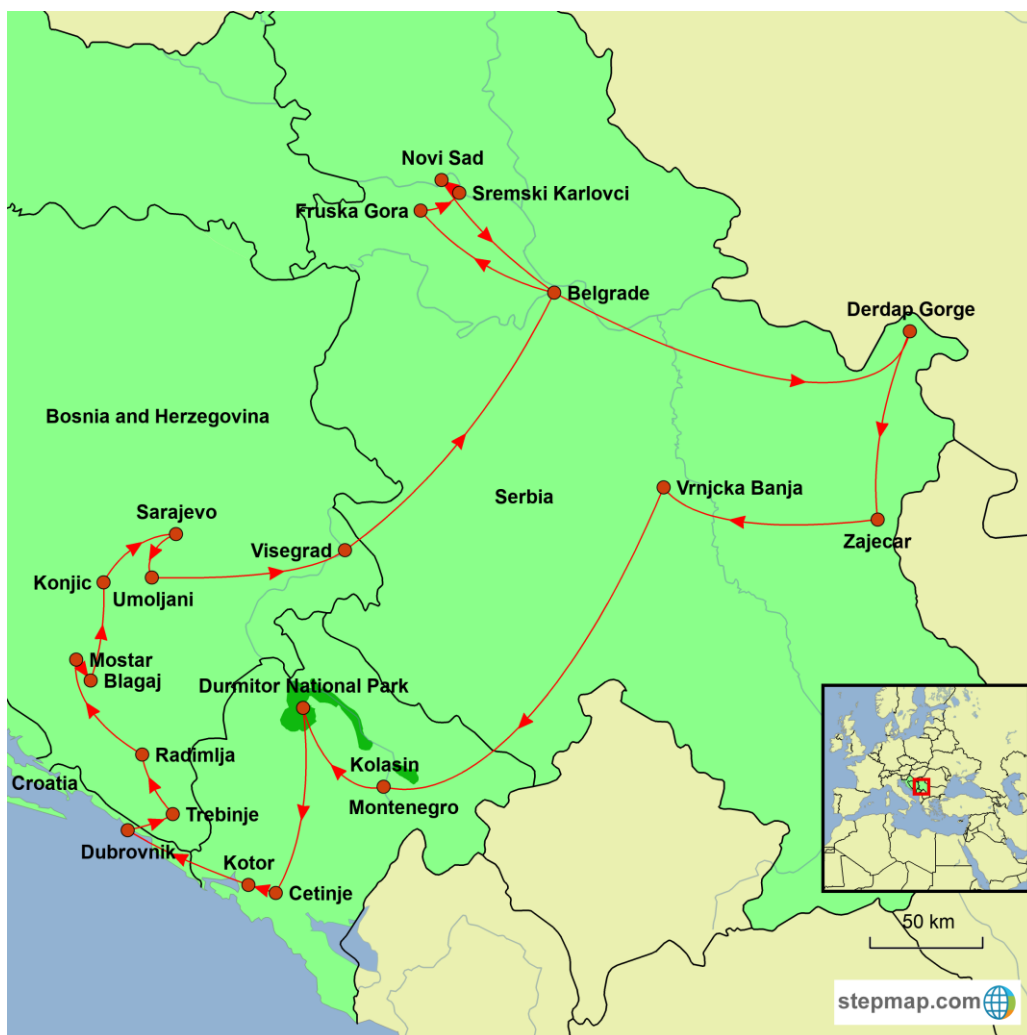 Novi Sad
Sremski Karlovci
Fruska Gora
Belgrade
Derdap Gorge
Bosnia and Herzegovina
Serbia
Vrnjcka Banja
Sarajevo
Zajecar
Visegrad
Konjic
Umoljani
Mostar
Blagaj
Durmitor National Park
Radimlja
Kolasin
Croatia
Montenegro
Trebinje
Dubrovnik
Kotor
Cetinje
50 km
stepmap.com